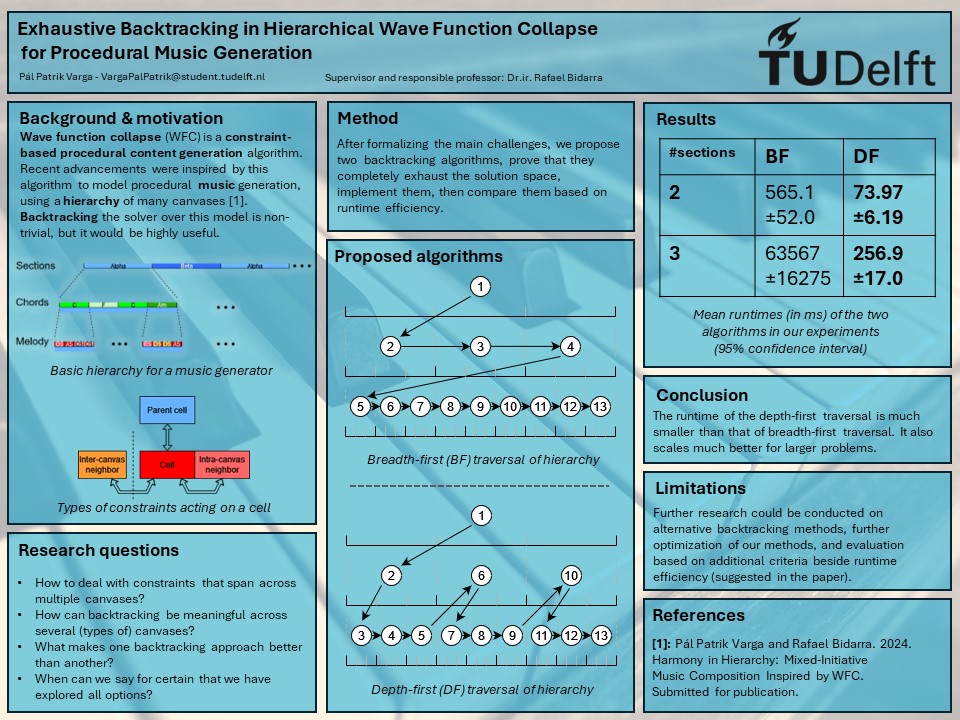 Exhaustive Backtracking in Hierarchical Wave Function Collapse
for Procedural Music Generation
Pál Patrik Varga - VargaPalPatrik@student.tudelft.nl
Supervisor and responsible professor: Dr.ir. Rafael Bidarra
TUDelft
Background & motivation
Wave function collapse (WFC) is a constraint-
based procedural content generation algorithm.
Recent advancements were inspired by this
algorithm to model procedural music generation,
using a hierarchy of many canvases [1].
Backtracking the solver over this model is non-
trivial, but it would be highly useful.
Sections
Alpha
Alpha
Chords
C
C
Am
Melody
Basic hierarchy for a music generator
Parent cell
Inter-canvas
neighbor
Cell
Intra-canvas
neighbor
Types of constraints acting on a cell
Research questions
• How to deal with constraints that span across
multiple canvases?
• How can backtracking be meaningful across
several (types of) canvases?
• What makes one backtracking approach better
than another?
• When can we say for certain that we have
explored all options?
Method
After formalizing the main challenges, we propose
two backtracking algorithms, prove that they
completely exhaust the solution space,
implement them, then compare them based on
runtime efficiency.
Proposed algorithms
1
2 3 4
5 6 7 8 9 10 11 12 13
Breadth-first (BF) traversal of hierarchy
1
2 6 10
3 4 5 7 8 9 11 12 13
Depth-first (DF) traversal of hierarchy
Results
#sections BF DF
2 565.1 73.97
±52.0 ±6.19
3 63567 256.9
±16275 ±17.0
Mean runtimes (in ms) of the two
algorithms in our experiments
(95% confidence interval)
Conclusion
The runtime of the depth-first traversal is much
smaller than that of breadth-first traversal. It also
scales much better for larger problems.
Limitations
Further research could be conducted on
alternative backtracking methods, further
optimization of our methods, and evaluation
based on additional criteria beside runtime
efficiency (suggested in the paper).
References
[1]: Pál Patrik Varga and Rafael Bidarra. 2024.
Harmony in Hierarchy: Mixed-Initiative
Music Composition Inspired by WFC.
Submitted for publication.